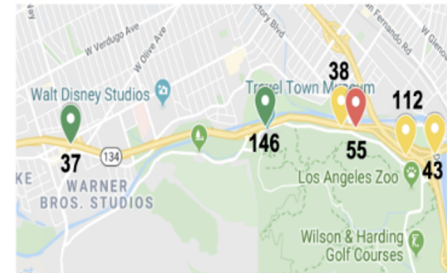 W Verdugo Ave
W Olive Ave
San Fernando Rd
Walt Disney Studios
Travel Town Museum
38
112
37
134
146
55
43
Los Angeles Zoo
WARNER
BROS. STUDIOS
Wilson & Harding
Golf Courses